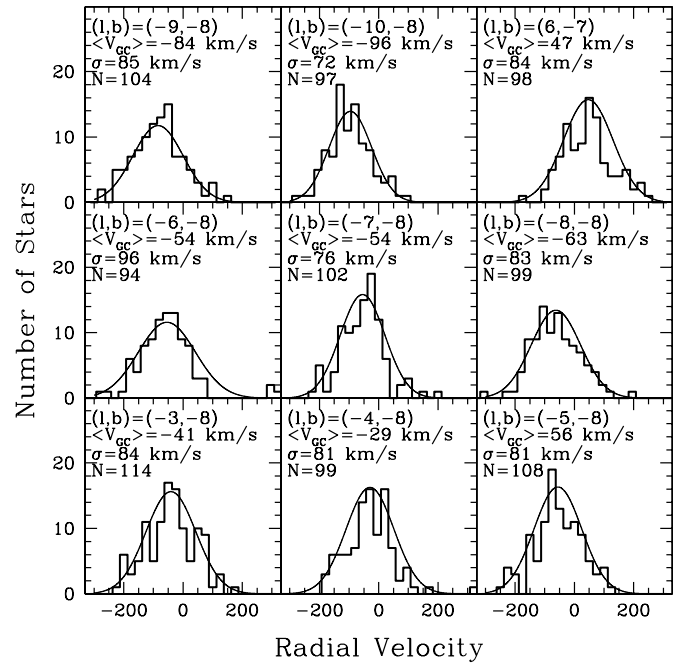 (l,b)=(−9,−8)
<V_GC>=−84 km/s
σ=85 km/s
N=104
(l,b)=(−10,−8)
<V_GC>=−96 km/s
σ=72 km/s
N=97
(l,b)=(6,−7)
<V_GC>=47 km/s
σ=84 km/s
N=98
(l,b)=(−6,−8)
<V_GC>=−54 km/s
σ=96 km/s
N=94
(l,b)=(−7,−8)
<V_GC>=−54 km/s
σ=76 km/s
N=102
(l,b)=(−8,−8)
<V_GC>=−63 km/s
σ=83 km/s
N=99
(l,b)=(−3,−8)
<V_GC>=−41 km/s
σ=84 km/s
N=114
(l,b)=(−4,−8)
<V_GC>=−29 km/s
σ=81 km/s
N=99
(l,b)=(−5,−8)
<V_GC>=56 km/s
σ=81 km/s
N=108
20
10
0
20
10
0
20
10
0
−200 0 200
−200 0 200
−200 0 200
Number of Stars
Radial Velocity